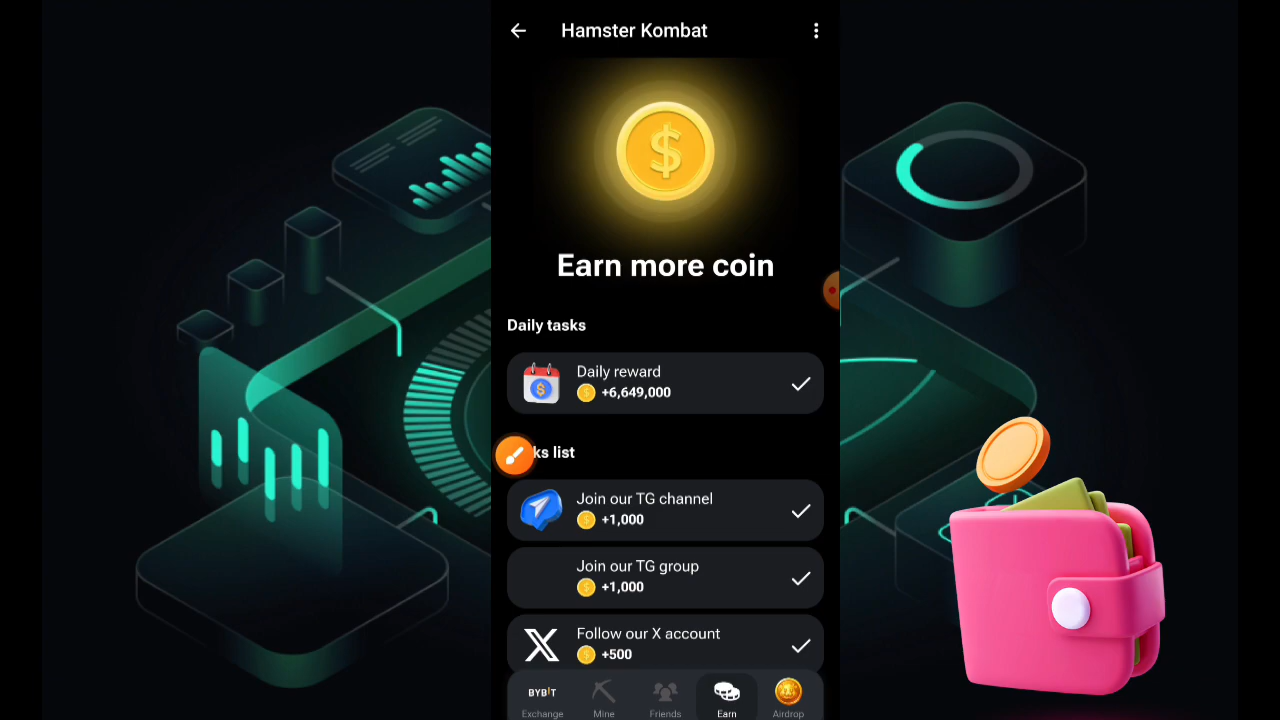 Hamster Kombat
$
Earn more coin
Daily tasks
$
Daily reward
$ +6,649,000
ks list
Join our TG channel
$ +1,000
Join our TG group
$ +1,000
X
Follow our X account
$ +500
BYBIT
Exchange
Mine
Friends
Earn
Airdrop